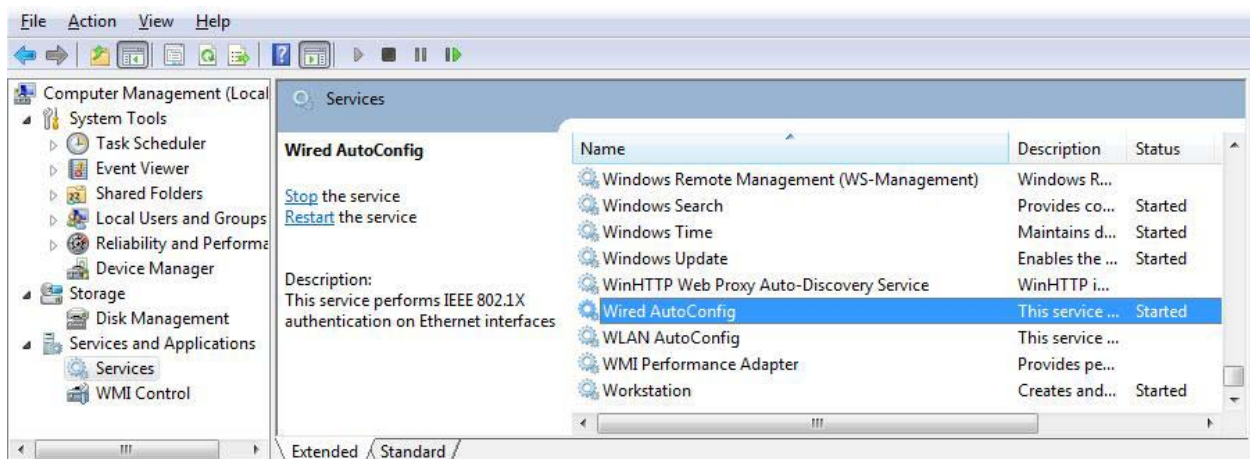 File Action View Help
Computer Management (Local
System Tools
Task Scheduler
Event Viewer
Shared Folders
Local Users and Groups
Reliability and Performa
Device Manager
Storage
Disk Management
Services and Applications
Services
WMI Control
Services
Wired AutoConfig
Stop the service
Restart the service
Description:
This service performs IEEE 802.1X
authentication on Ethernet interfaces
Name Description Status
Windows Remote Management (WS-Management) Windows R...
Windows Search Provides co... Started
Windows Time Maintains d... Started
Windows Update Enables the ... Started
WinHTTP Web Proxy Auto-Discovery Service WinHTTP i...
Wired AutoConfig This service ... Started
WLAN AutoConfig This service ...
WMI Performance Adapter Provides pe...
Workstation Creates and... Started
Extended Standard